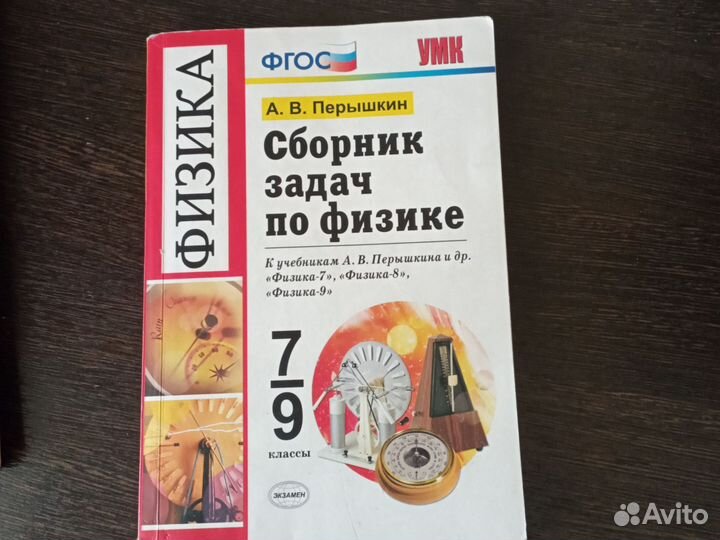 ФИЗИКА
ФГОС
УМК
А. В. Перышкин
Сборник
задач
по физике
К учебникам А. В. Перышкина и др.
«Физика-7», «Физика-8»,
«Физика-9»
7
9
классы
ЭКЗАМЕН
Rain
Avito